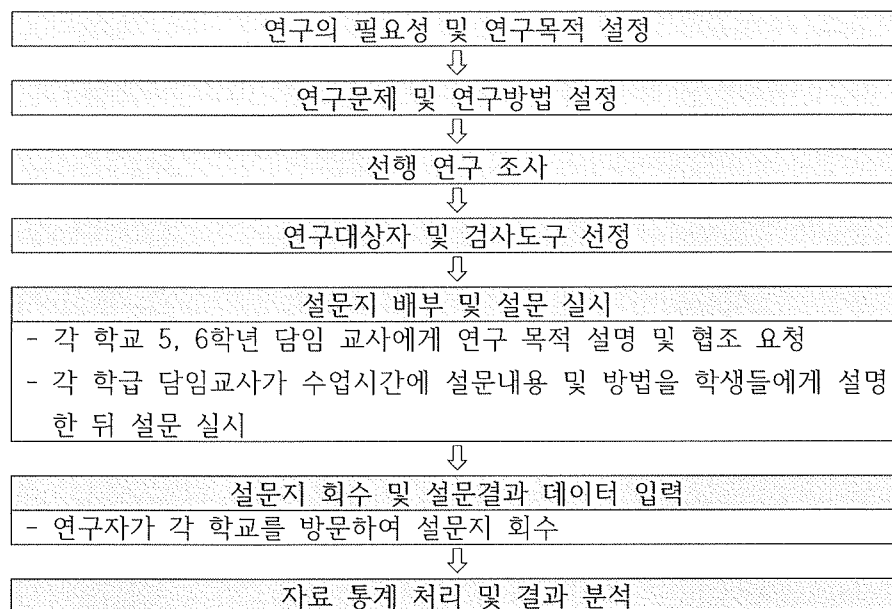 연구의 필요성 및 연구목적 설정
⇩
연구문제 및 연구방법 설정
⇩
선행 연구 조사
⇩
연구대상자 및 검사도구 선정
⇩
설문지 배부 및 설문 실시
- 각 학교 5, 6학년 담임 교사에게 연구 목적 설명 및 협조 요청
- 각 학급 담임교사가 수업시간에 설문내용 및 방법을 학생들에게 설명
한 뒤 설문 실시
⇩
설문지 회수 및 설문결과 데이터 입력
- 연구자가 각 학교를 방문하여 설문지 회수
⇩
자료 통계 처리 및 결과 분석